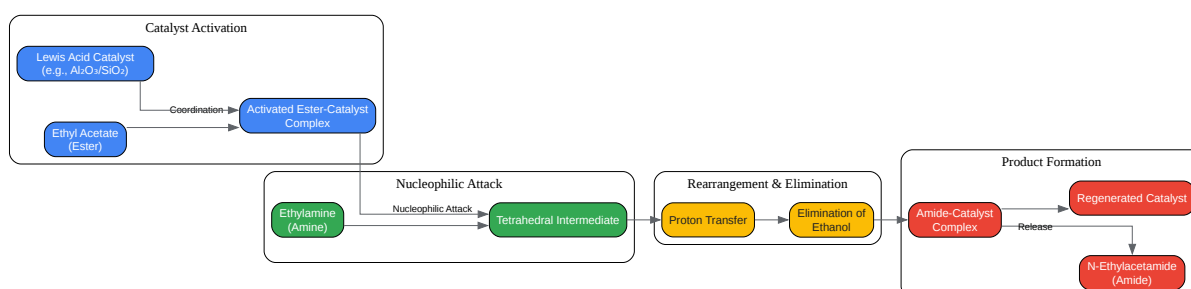 Catalyst Activation
Lewis Acid Catalyst
(e.g., Al₂O₃/SiO₂)
Coordination
Activated Ester-Catalyst
Complex
Ethyl Acetate
(Ester)
Nucleophilic Attack
Ethylamine
(Amine)
Nucleophilic Attack
Tetrahedral Intermediate
Rearrangement & Elimination
Proton Transfer
Elimination of
Ethanol
Product Formation
Amide-Catalyst
Complex
Regenerated Catalyst
Release
N-Ethylacetamide
(Amide)